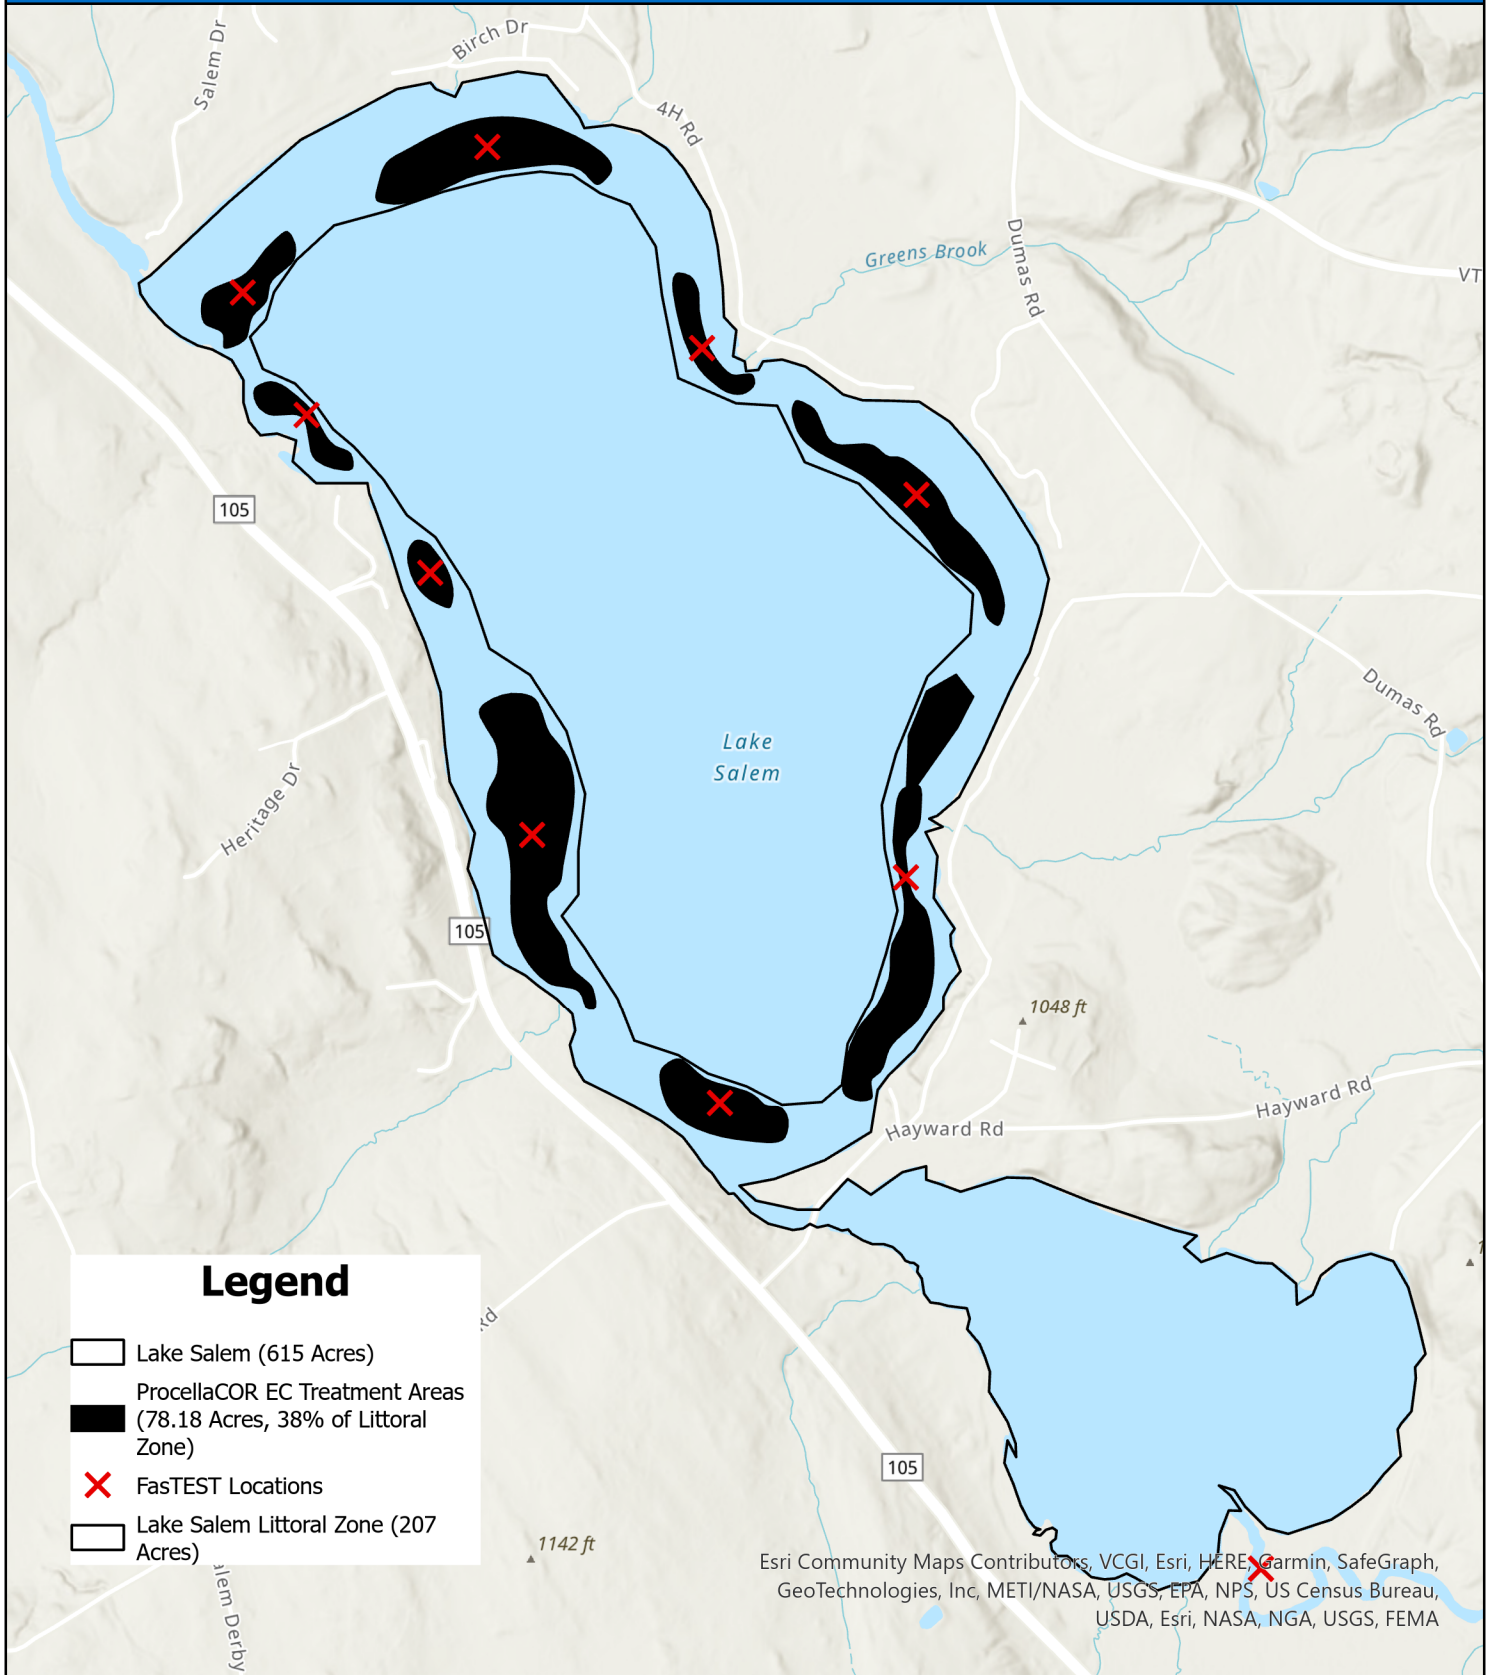 Birch Dr
Salem Dr
4H Rd
Greens Brook
Dumas Rd
VT
105
Lake
Salem
Dumas Rd
Heritage Dr
105
1048 ft
Hayward Rd
Hayward Rd
Legend
Lake Salem (615 Acres)
ProcellaCOR EC Treatment Areas
(78.18 Acres, 38% of Littoral
Zone)
FasTEST Locations
Lake Salem Littoral Zone (207
Acres)
Rd
105
1142 ft
alem Derby
Esri Community Maps Contributors, VCGI, Esri, HERE, Garmin, SafeGraph,
GeoTechnologies, Inc, METI/NASA, USGS, EPA, NPS, US Census Bureau,
USDA, Esri, NASA, NGA, USGS, FEMA